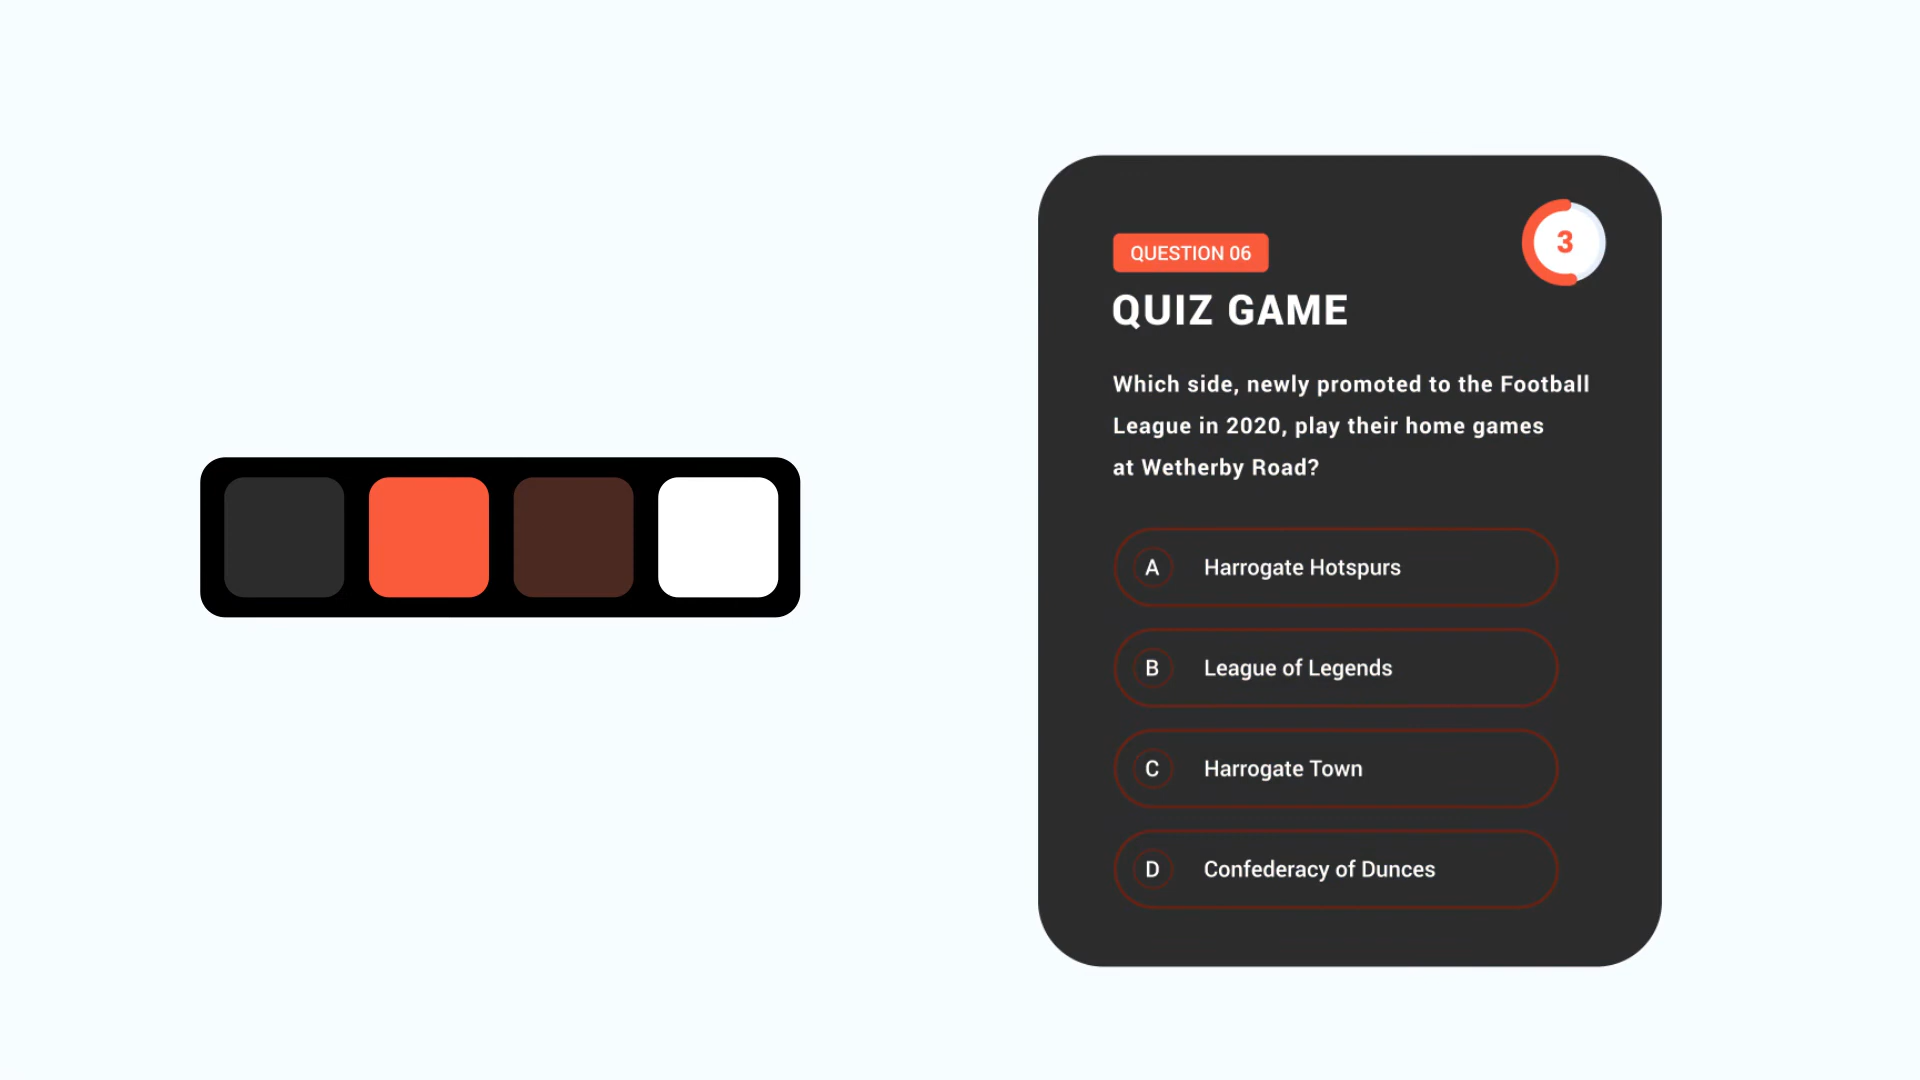 3
QUESTION 06
QUIZ GAME
Which side, newly promoted to the Football
League in 2020, play their home games
at Wetherby Road?
A Harrogate Hotspurs
B League of Legends
C Harrogate Town
D Confederacy of Dunces